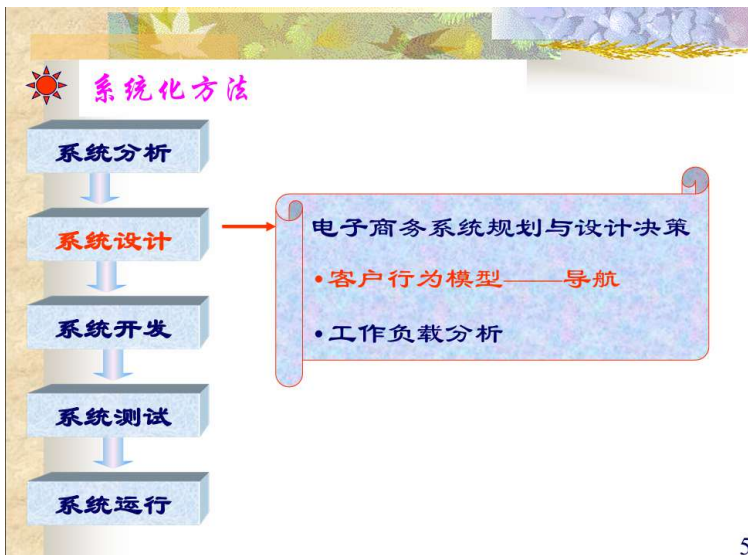 系统化方法
系统分析
系统设计
系统开发
系统测试
系统运行
电子商务系统规划与设计决策
•客户行为模型——导航
•工作负载分析
5